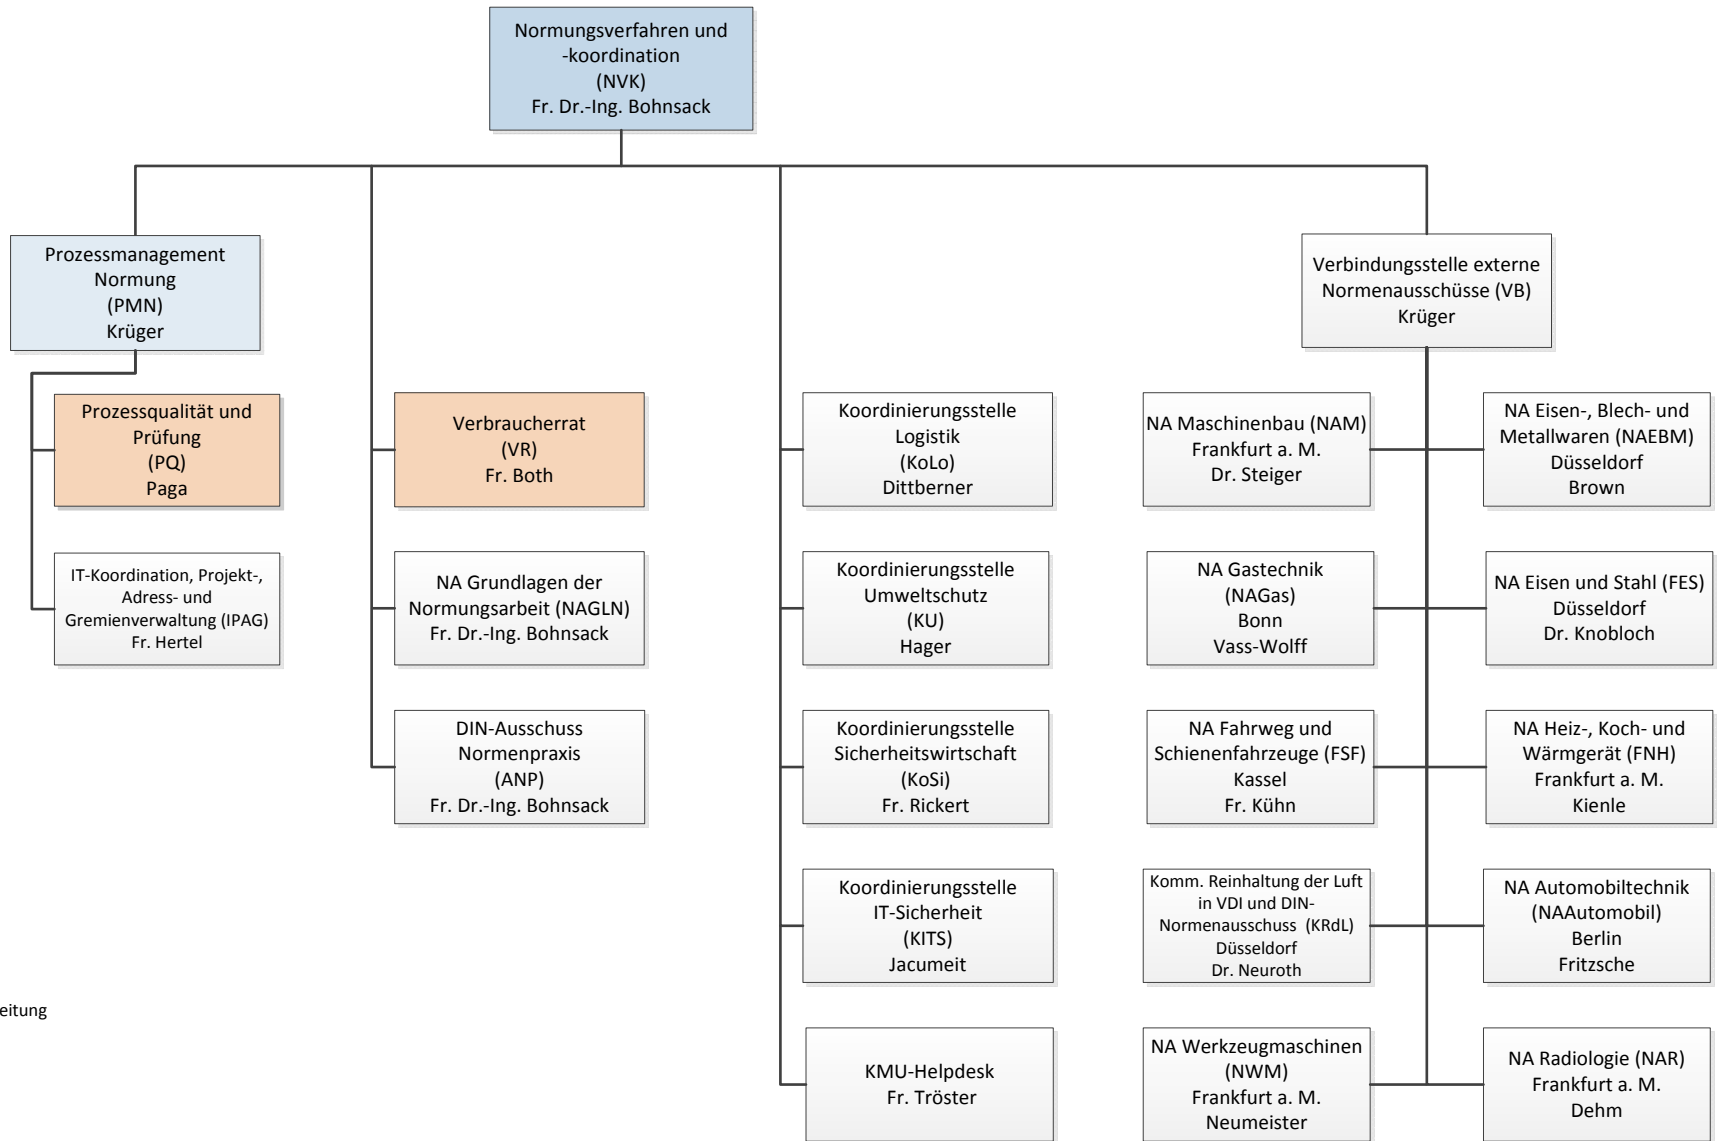 Normungsverfahren und
-koordination
(NVK)
Fr. Dr.-Ing. Bohnsack
Prozessmanagement
Normung
(PMN)
Krüger
Prozessqualität und
Prüfung
(PQ)
Paga
IT-Koordination, Projekt-,
Adress- und
Gremienverwaltung (IPAG)
Fr. Hertel
Verbraucherrat
(VR)
Fr. Both
NA Grundlagen der
Normungsarbeit (NAGLN)
Fr. Dr.-Ing. Bohnsack
DIN-Ausschuss
Normenpraxis
(ANP)
Fr. Dr.-Ing. Bohnsack
Koordinierungsstelle
Logistik
(KoLo)
Dittberner
Koordinierungsstelle
Umweltschutz
(KU)
Hager
Koordinierungsstelle
Sicherheitswirtschaft
(KoSi)
Fr. Rickert
Koordinierungsstelle
IT-Sicherheit
(KITS)
Jacumeit
KMU-Helpdesk
Fr. Tröster
Verbindungsstelle externe
Normenausschüsse (VB)
Krüger
NA Maschinenbau (NAM)
Frankfurt a. M.
Dr. Steiger
NA Gastechnik
(NAGas)
Bonn
Vass-Wolff
NA Fahrweg und
Schienenfahrzeuge (FSF)
Kassel
Fr. Kühn
Komm. Reinhaltung der Luft
in VDI und DIN-
Normenausschuss (KRdL)
Düsseldorf
Dr. Neuroth
NA Werkzeugmaschinen
(NWM)
Frankfurt a. M.
Neumeister
NA Eisen-, Blech- und
Metallwaren (NAEBM)
Düsseldorf
Brown
NA Eisen und Stahl (FES)
Düsseldorf
Dr. Knobloch
NA Heiz-, Koch- und
Wärmgerät (FNH)
Frankfurt a. M.
Kienle
NA Automobiltechnik
(NAAutomobil)
Berlin
Fritzsche
NA Radiologie (NAR)
Frankfurt a. M.
Dehm
eitung